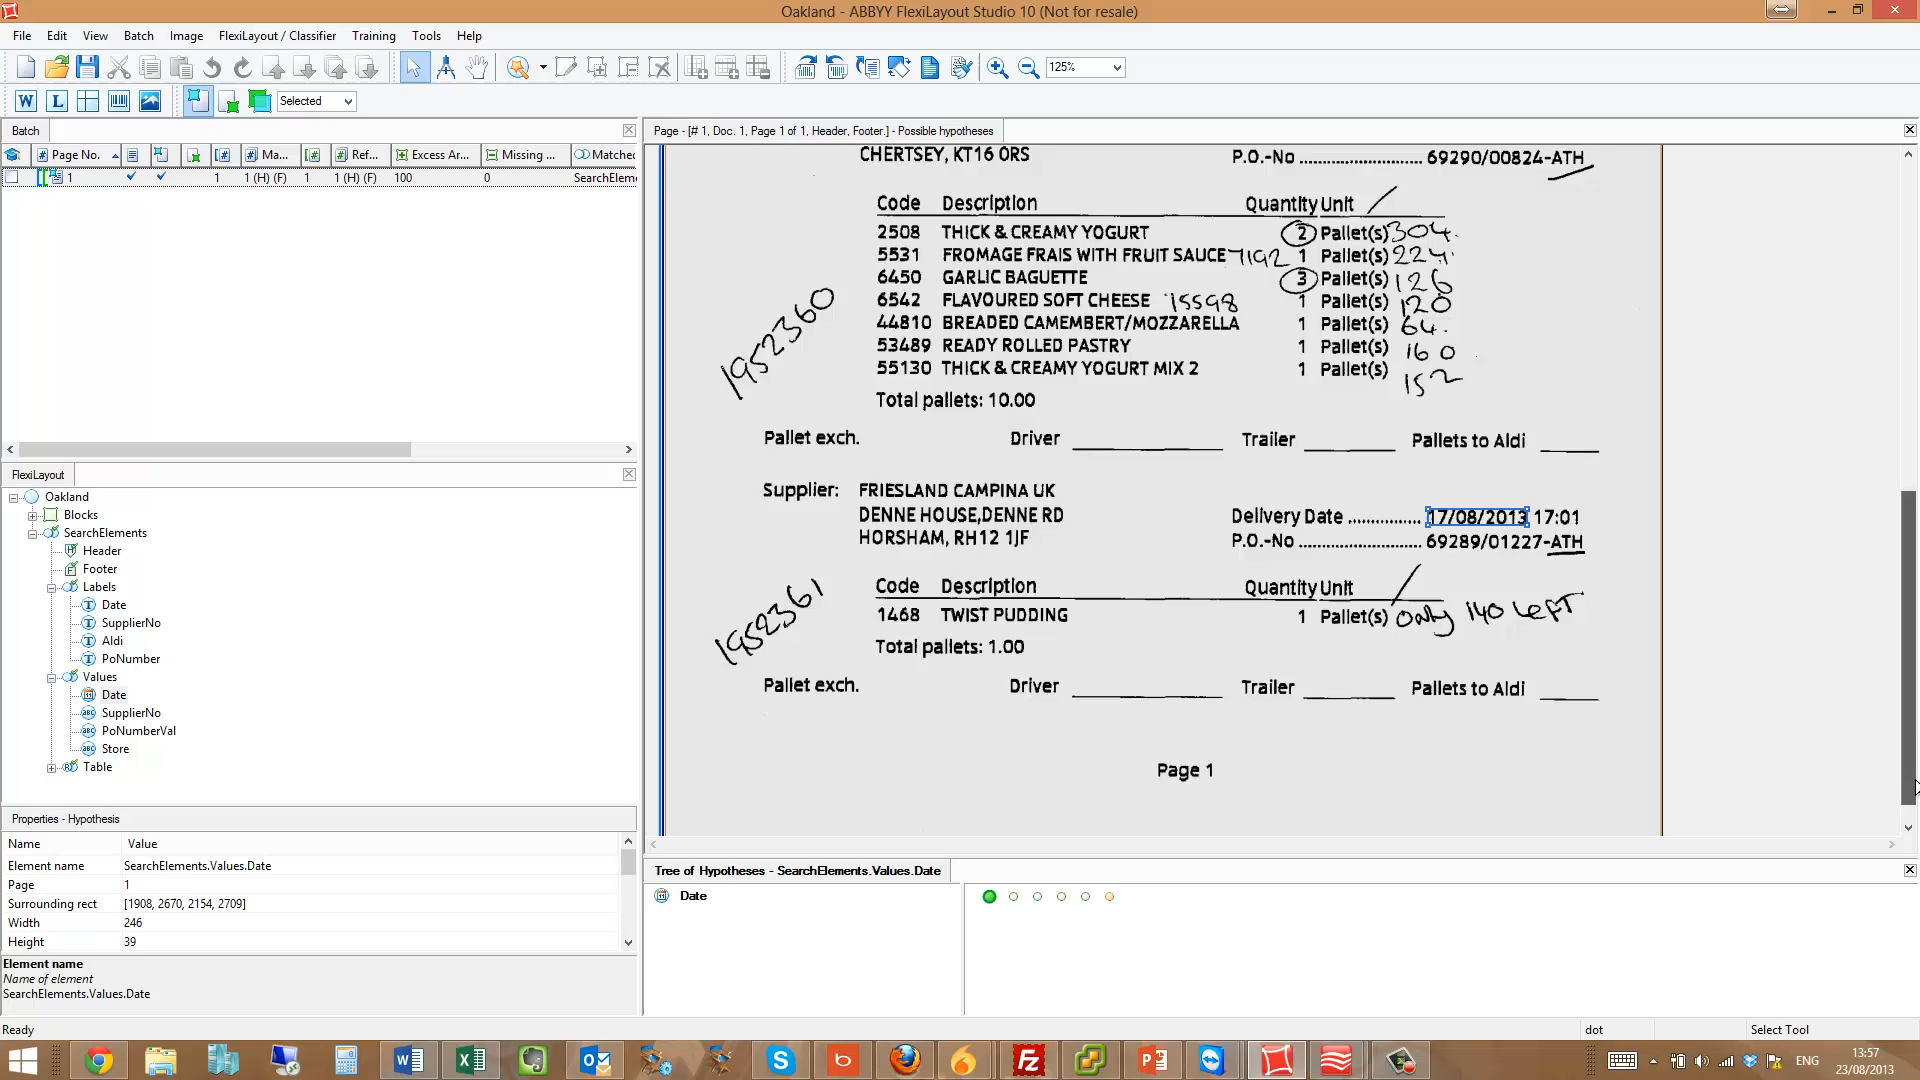 Oakland - ABBYY FlexiLayout Studio 10 (Not for resale)
File Edit View Batch Image FlexiLayout / Classifier Training Tools Help
125%
W L Selected
Batch
Page - [# 1, Doc. 1, Page 1 of 1, Header, Footer.] - Possible hypotheses
Page No. Ma... Ref... Excess Ar... Missing ... Matched
1 1 1 (H) (F) 1 1 (H) (F) 100 0 SearchElem
CHERTSEY, KT16 0RS P.O.-No ........................ 69290/00824-ATH
Code Description Quantity Unit
2508 THICK & CREAMY YOGURT 2 Pallet(s) 304.
5531 FROMAGE FRAIS WITH FRUIT SAUCE 7192 1 Pallet(s) 224.
6450 GARLIC BAGUETTE 3 Pallet(s) 126
6542 FLAVOURED SOFT CHEESE 15598 1 Pallet(s) 120
44810 BREADED CAMEMBERT/MOZZARELLA 1 Pallet(s) 64.
53489 READY ROLLED PASTRY 1 Pallet(s) 160
55130 THICK & CREAMY YOGURT MIX 2 1 Pallet(s) 152
1952360
Total pallets: 10.00
Pallet exch. Driver Trailer Pallets to Aldi
Supplier: FRIESLAND CAMPINA UK
DENNE HOUSE,DENNE RD Delivery Date ................ 17/08/2013 17:01
HORSHAM, RH12 1JF P.O.-No ........................ 69289/01227-ATH
Code Description Quantity Unit
1468 TWIST PUDDING 1 Pallet(s) only 140 left
1952361
Total pallets: 1.00
Pallet exch. Driver Trailer Pallets to Aldi
Page 1
FlexiLayout
Oakland
Blocks
SearchElements
Header
Footer
Labels
Date
SupplierNo
Aldi
PoNumber
Values
Date
SupplierNo
PoNumberVal
Store
Table
Properties - Hypothesis
Name Value
Element name SearchElements.Values.Date
Page 1
Surrounding rect [1908, 2670, 2154, 2709]
Width 246
Height 39
Element name
Name of element
SearchElements.Values.Date
Tree of Hypotheses - SearchElements.Values.Date
Date
Ready dot Select Tool
ENG 13:57
23/08/2013